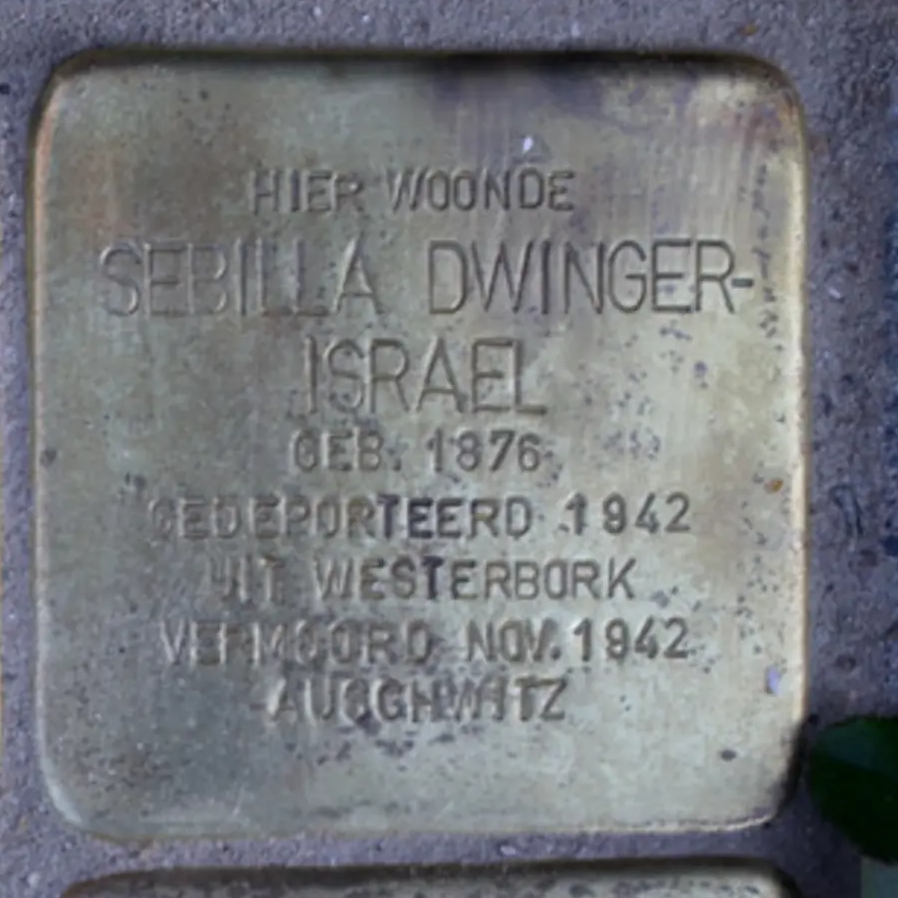 HIER WOONDE
SEBILLA DWINGER-
ISRAEL
GEB. 1876
GEDEPORTEERD 1942
UIT WESTERBORK
VERMOORD NOV. 1942
AUSCHWITZ